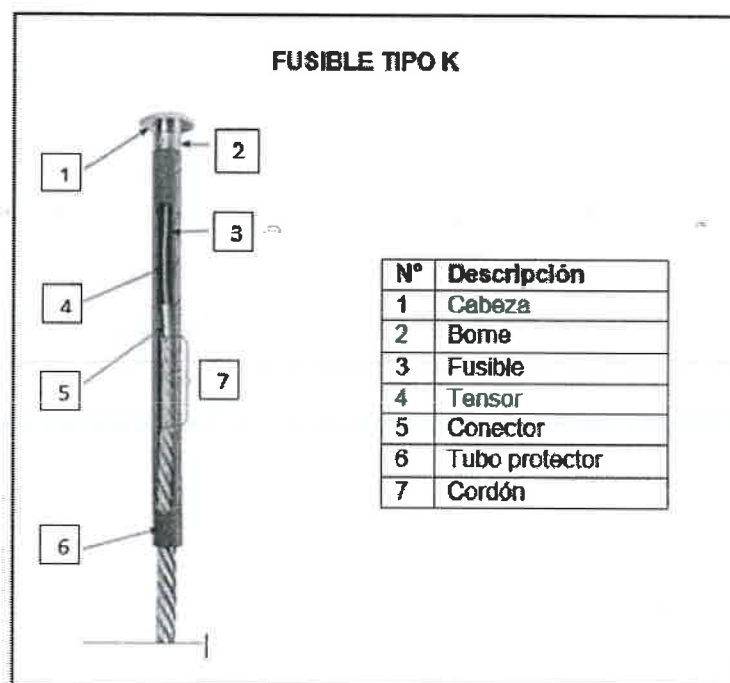 FUSIBLE TIPO K
1
2
3
4
5
7
6
N° Descripción
1 Cabeza
2 Borne
3 Fusible
4 Tensor
5 Conector
6 Tubo protector
7 Cordón